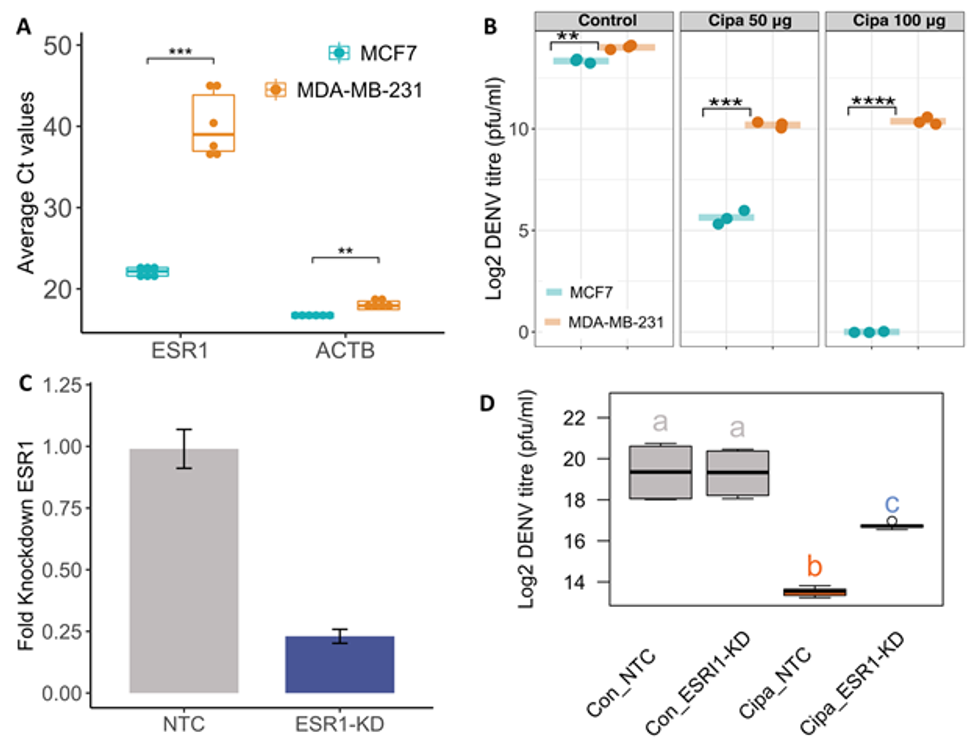 A
Average Ct values
50
40
30
20
***
**
MCF7
MDA-MB-231
ESR1
ACTB
B
Log2 DENV titre (pfu/ml)
Control
Cipa 50 µg
Cipa 100 µg
**
***
****
10
5
0
MCF7
MDA-MB-231
C
Fold Knockdown ESR1
1.25
1.00
0.75
0.50
0.25
0.00
NTC
ESR1-KD
D
Log2 DENV titre (pfu/ml)
22
20
18
16
14
a
a
b
c
Con_NTC
Con_ESRI1-KD
Cipa_NTC
Cipa_ESR1-KD